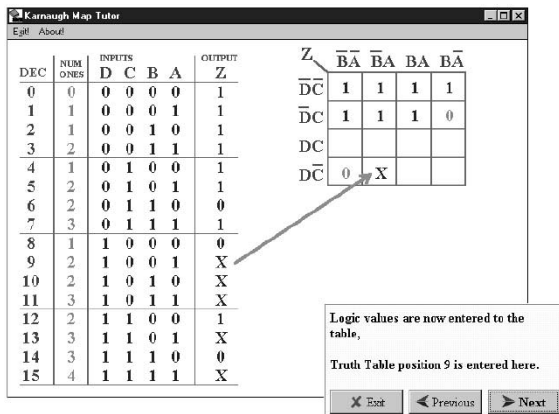 Karnaugh Map Tutor
Exit! About!
NUM INPUTS OUTPUT
DEC ONES D C B A Z
0 0 0 0 0 0 1
1 1 0 0 0 1 1
2 1 0 0 1 0 1
3 2 0 0 1 1 1
4 1 0 1 0 0 1
5 2 0 1 0 1 1
6 2 0 1 1 0 0
7 3 0 1 1 1 1
8 1 1 0 0 0 0
9 2 1 0 0 1 X
10 2 1 0 1 0 X
11 3 1 0 1 1 X
12 2 1 1 0 0 1
13 3 1 1 0 1 X
14 3 1 1 1 0 0
15 4 1 1 1 1 X
Z B̅A̅ B̅A BA BA̅
D̅C̅ 1 1 1 1
D̅C 1 1 1 0
DC
DC̅ 0 X
Logic values are now entered to the
table,
Truth Table position 9 is entered here.
Exit Previous Next